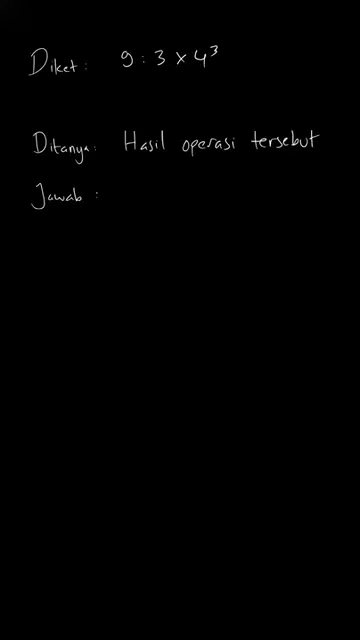 Diket : 9 : 3 x 4³
Ditanya : Hasil operasi tersebut
Jawab :